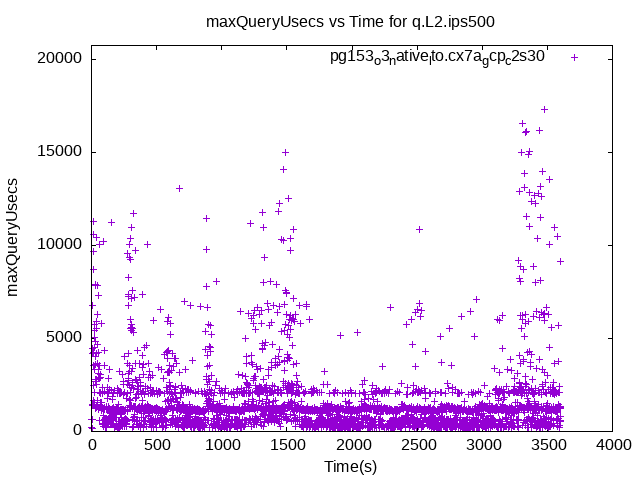 maxQueryUsecs vs Time for q.L2.ips500
pg153_o3_native_lto.cx7a_gcp_c2s30
maxQueryUsecs
20000
15000
10000
5000
0
0 500 1000 1500 2000 2500 3000 3500 4000
Time(s)